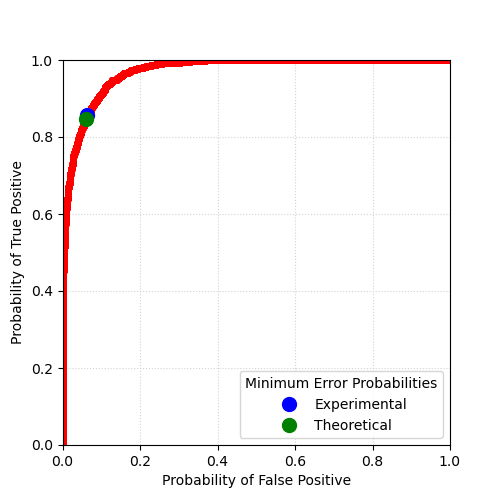 1.0
0.8
0.6
0.4
0.2
0.0
Probability of True Positive
Minimum Error Probabilities
Experimental
Theoretical
0.0 0.2 0.4 0.6 0.8 1.0
Probability of False Positive